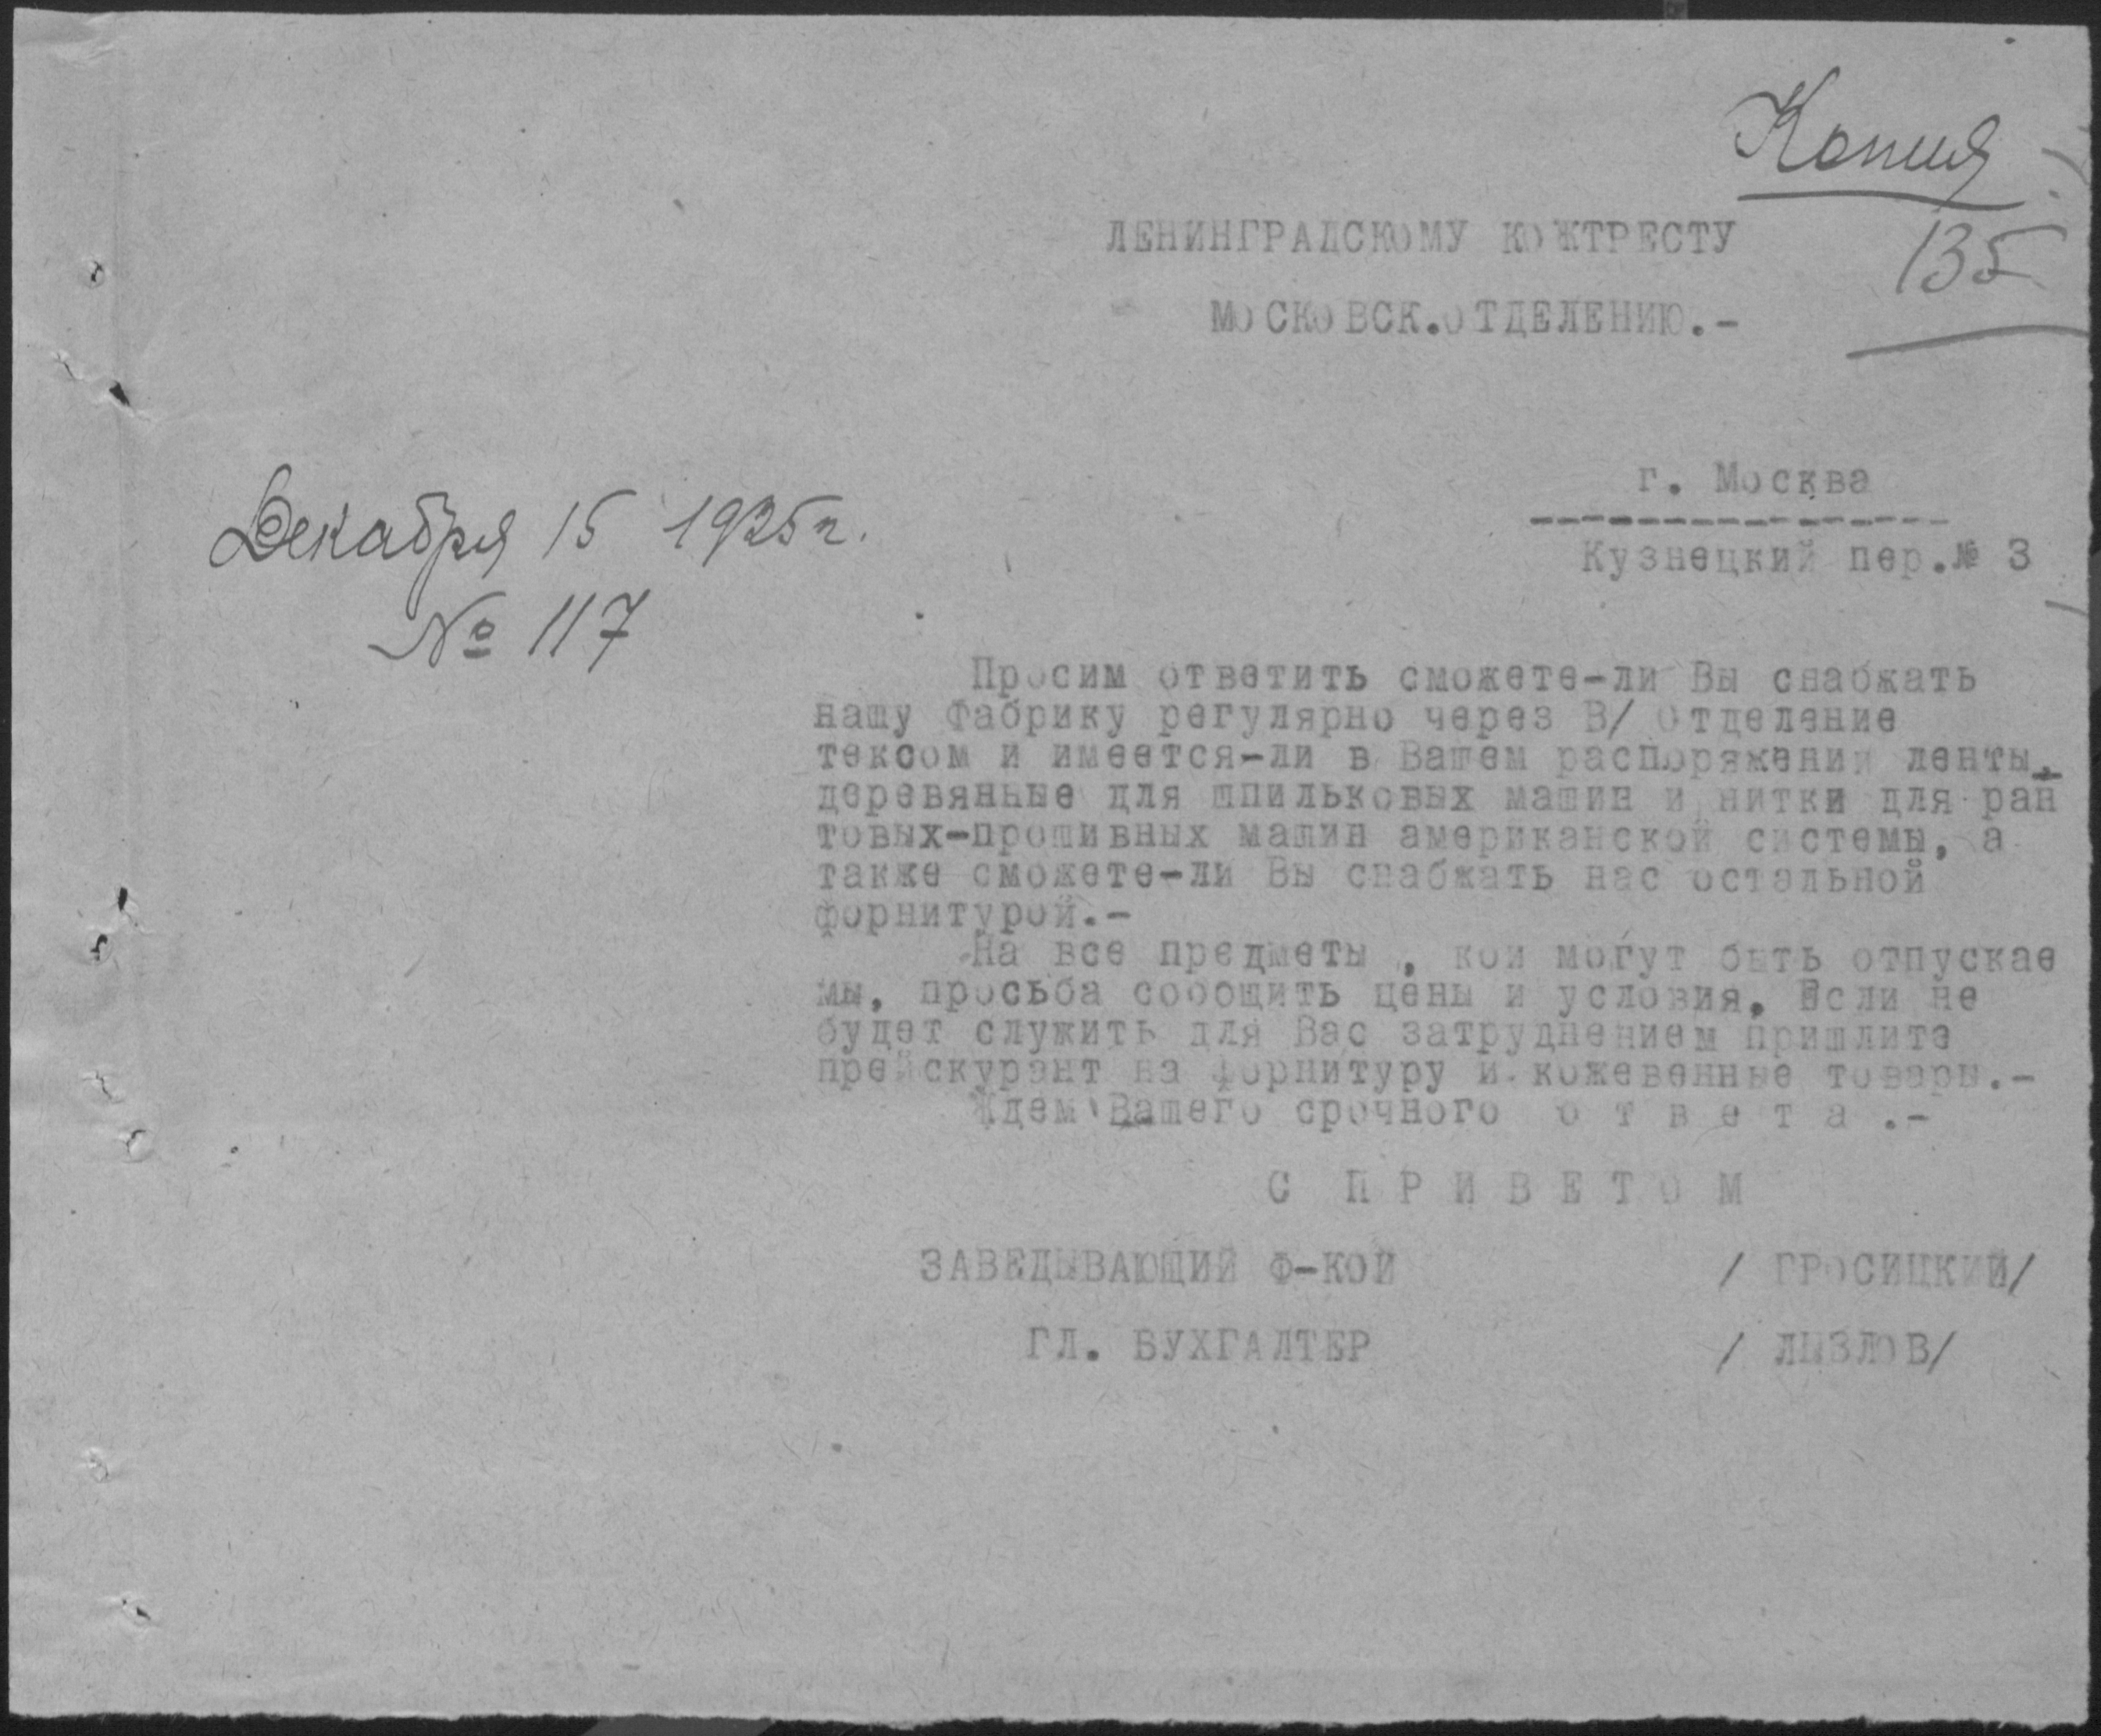 Копия
ЛЕНИНГРАДСКОМУ КОЖТРЕСТУ
135
МОСКОВСК.ОТДЕЛЕНИЮ.-
г. Москва
Декабря 15 1925 г.
Кузнецкий пер.№ 3
№ 117
Просим ответить сможете-ли Вы снабжать
нашу Фабрику регулярно через В/ Отделение
тексом и имеется-ли в Вашем распоряжении ленты,
деревянные для шпильковых машин и нитки для ран
товых-прошивных машин американской системы, а
также сможете-ли Вы снабжать нас остальной
форнитурой.-
На все предметы , кои могут быть отпускае
мы, просьба сообщить цены и условия. Если не
будет служить для Вас затруднением пришлите
прейскурант на форнитуру и кожевенные товары.-
Ждем Вашего срочного о т в е т а .-
С П Р И В Е Т О М
ЗАВЕДЫВАЮЩИЙ Ф-КОЙ / ГРОСИЦКИЙ/
ГЛ. БУХГАЛТЕР / ЛЫЗЛОВ/